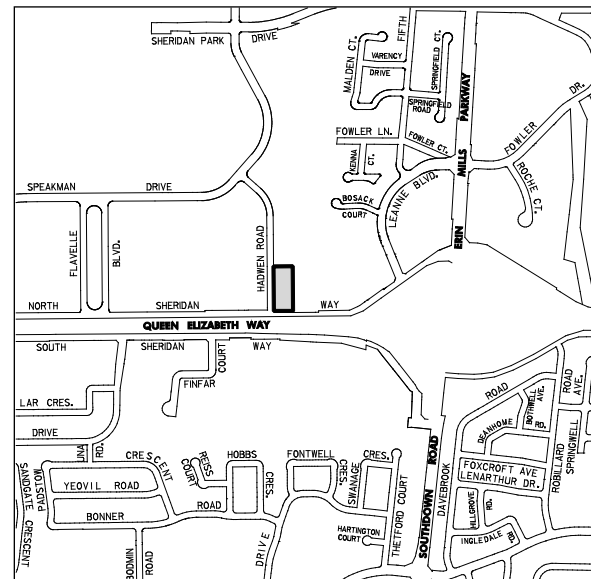 SHERIDAN PARK DRIVE
MALDEN CT.
VARENCY DRIVE
FIFTH
SPRINGFIELD CT.
SPRINGFIELD ROAD
ERIN MILLS PARKWAY
FOWLER DR.
FOWLER LN.
FOWLER CT.
KENNA CT.
ROCHE CT.
BOSACK COURT
LEANNE BLVD.
SPEAKMAN DRIVE
FLAVELLE BLVD.
HADWEN ROAD
NORTH SHERIDAN WAY
QUEEN ELIZABETH WAY
SOUTH SHERIDAN WAY
FINFAR COURT
LAR CRES.
DRIVE
UNA RD.
CRESCENT
REISS COURT
HOBBS CRES.
FONTWELL CRES.
SWANAGE CRES.
PADSTOW
SANDGATE CRESCENT
YEOVIL ROAD
BONNER ROAD
BODMIN ROAD
DRIVE
HARTINGTON COURT
THETFORD COURT
SOUTHDOWN ROAD
DAVEBROOK ROAD
DEANHOME RD.
BOTHWELL AVE.
ROAD AVE.
ROBILLARD
SPRINGWELL
FOXCROFT AVE
LENARTHUR DR.
HILLGROVE RD.
INGLEDALE RD.